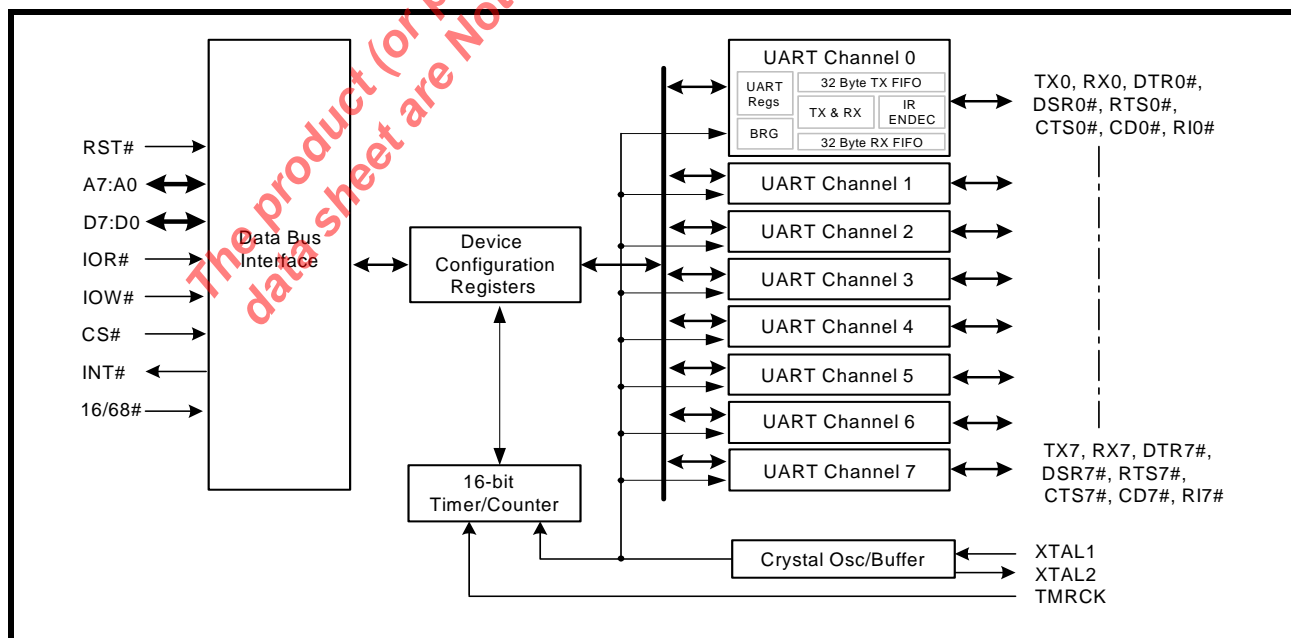 The product (or p
data sheet are Not
RST#
A7:A0
D7:D0
IOR#
IOW#
CS#
INT#
16/68#
Data Bus
Interface
Device
Configuration
Registers
16-bit
Timer/Counter
UART Channel 0
UART
Regs
BRG
32 Byte TX FIFO
TX & RX
IR
ENDEC
32 Byte RX FIFO
UART Channel 1
UART Channel 2
UART Channel 3
UART Channel 4
UART Channel 5
UART Channel 6
UART Channel 7
Crystal Osc/Buffer
TX0, RX0, DTR0#,
DSR0#, RTS0#,
CTS0#, CD0#, RI0#
TX7, RX7, DTR7#,
DSR7#, RTS7#,
CTS7#, CD7#, RI7#
XTAL1
XTAL2
TMRCK